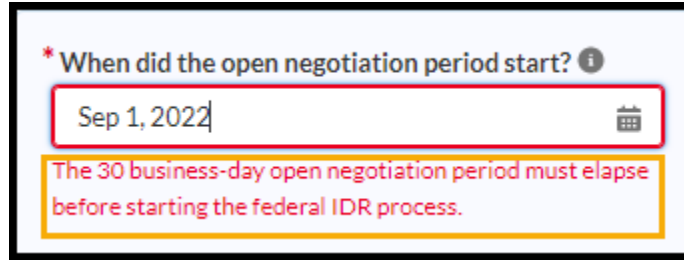 * When did the open negotiation period start?
Sep 1, 2022
The 30 business-day open negotiation period must elapse
before starting the federal IDR process.